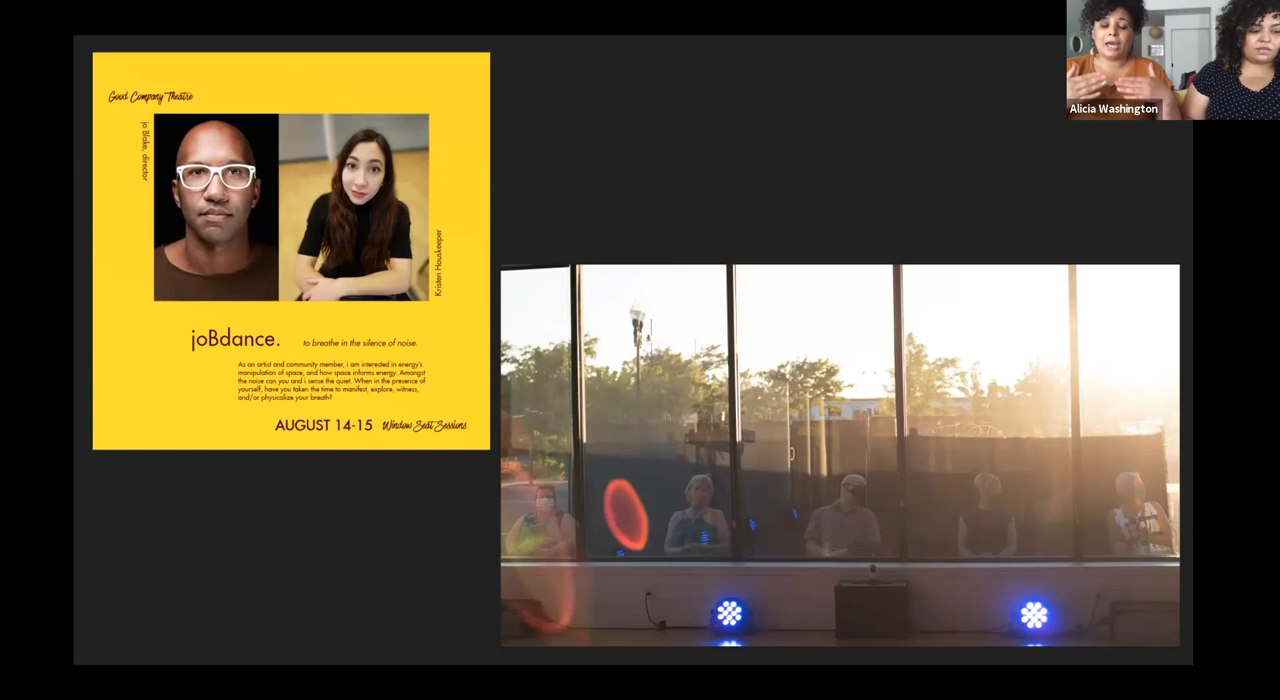 Good Company Theatre
jo Blake, director
Kristen Houskeeper
joBdance. to breathe in the silence of noise.
As an artist and community member, i am interested in energy's
manipulation of space, and how space informs energy. Amongst
the noise can you and i sense the quiet. When in the presence of
yourself, have you taken the time to manifest, explore, witness,
and/or physicalize your breath?
AUGUST 14-15 Window Seat Sessions
Alicia Washington